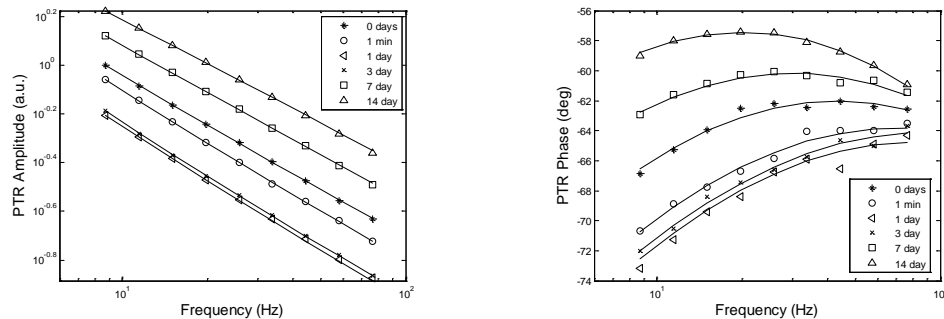 10^0.2
10^0
10^-0.2
10^-0.4
10^-0.6
10^-0.8
PTR Amplitude (a.u.)
10^1
10^2
Frequency (Hz)
0 days
1 min
1 day
3 day
7 day
14 day
-56
-58
-60
-62
-64
-66
-68
-70
-72
-74
PTR Phase (deg)
10^1
10
Frequency (Hz)
0 days
1 min
1 day
3 day
7 day
14 day